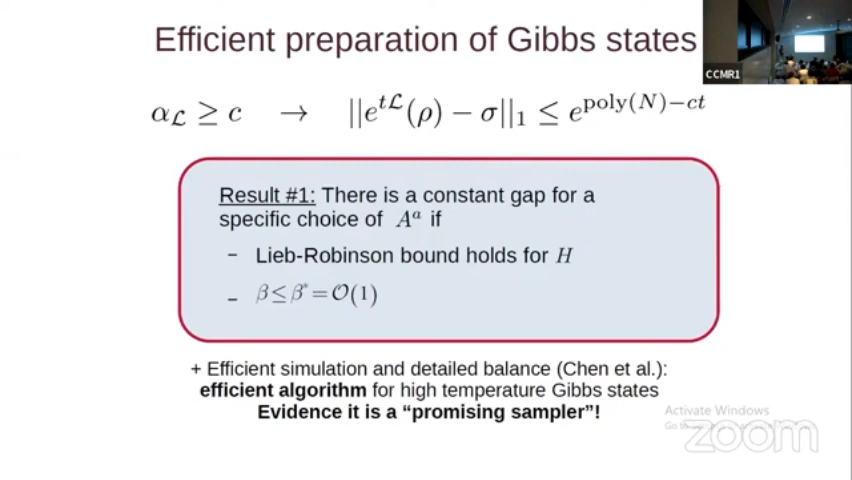 Efficient preparation of Gibbs states
CCMR1
α_ℒ ≥ c → ||e^{tℒ}(ρ) − σ||₁ ≤ e^{poly(N)−ct}
Result #1: There is a constant gap for a
specific choice of A^a if
– Lieb-Robinson bound holds for H
– β ≤ β* = 𝒪(1)
+ Efficient simulation and detailed balance (Chen et al.):
efficient algorithm for high temperature Gibbs states
Evidence it is a “promising sampler”!
Activate Windows
zoom